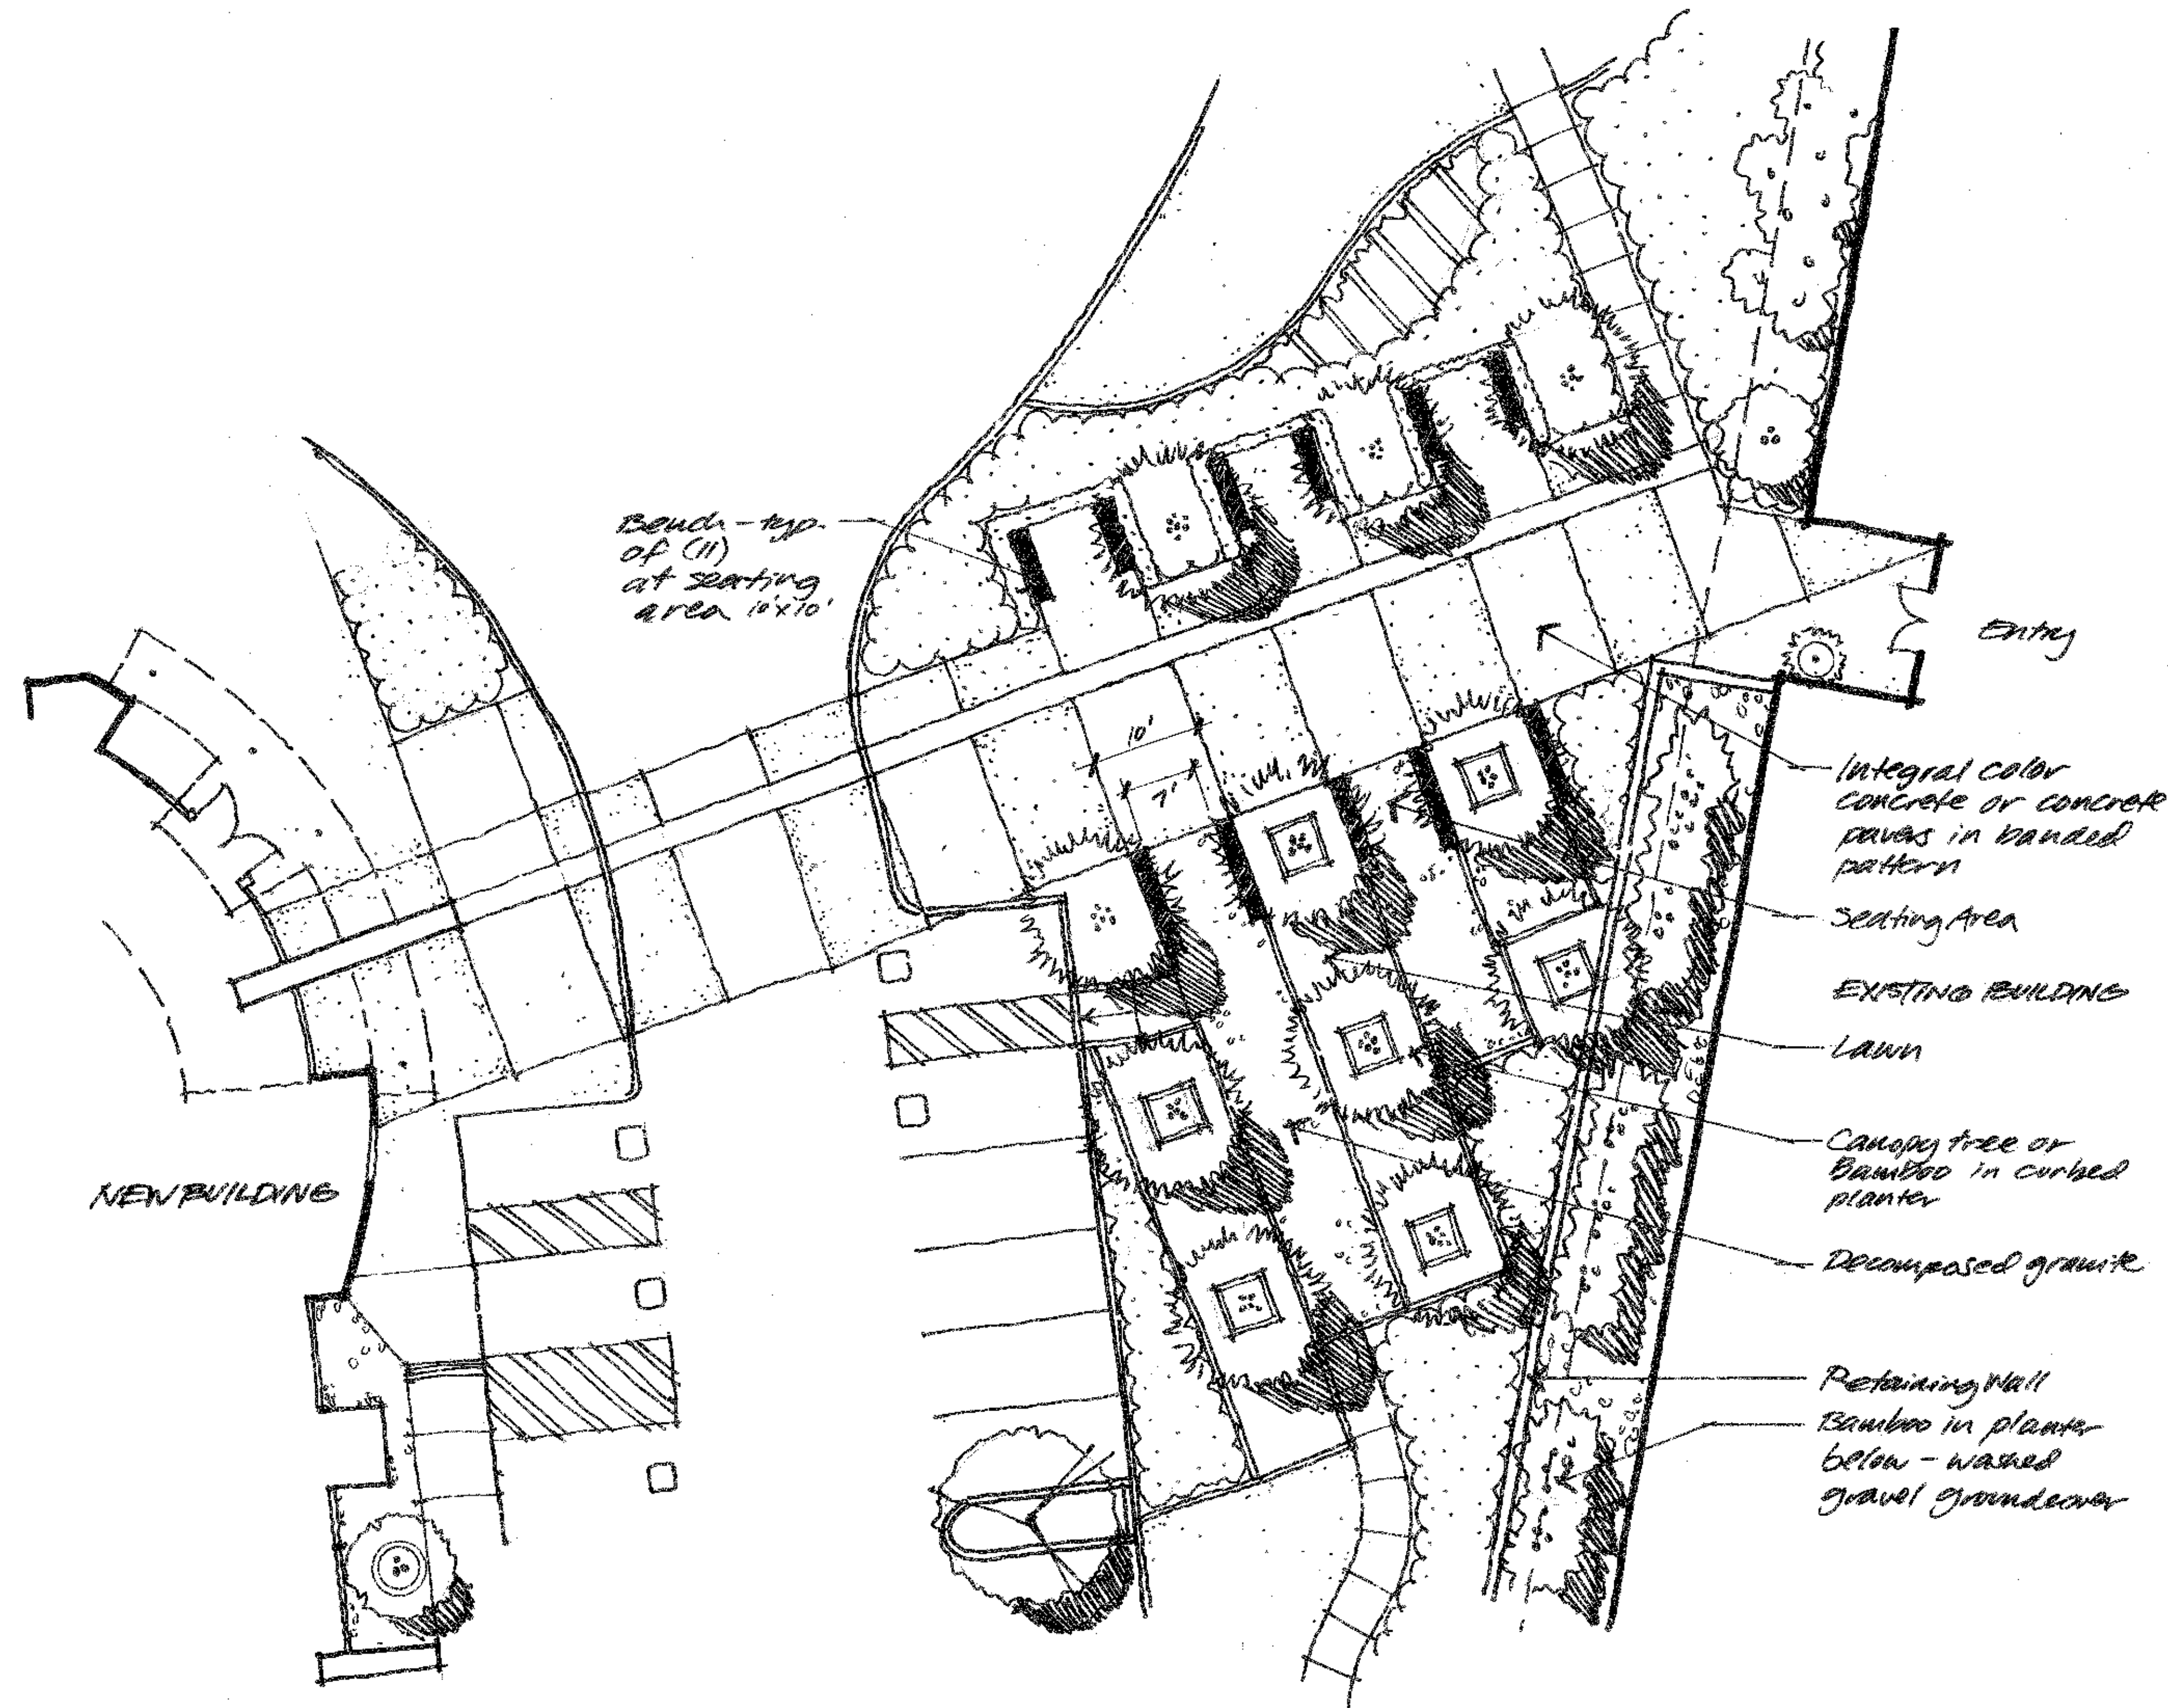 Bench - typ.
of (11)
at seating
area 10'x10'
Entry
10'
7'
Integral color
concrete or concrete
pavers in banded
pattern
Seating Area
EXISTING BUILDING
Lawn
Canopy tree or
Bamboo in curbed
planter
NEW BUILDING
Decomposed granite
Retaining Wall
Bamboo in planter
below - washed
gravel groundcover